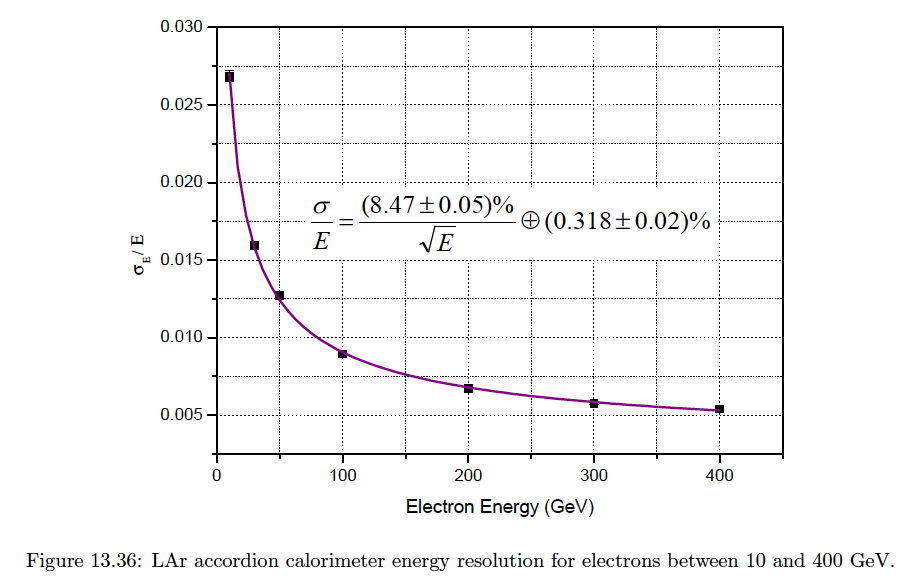 0.030
0.025
0.020
0.015
0.010
0.005
σE/ E
σ/E = (8.47±0.05)%/√E ⊕(0.318±0.02)%
0 100 200 300 400
Electron Energy (GeV)
Figure 13.36: LAr accordion calorimeter energy resolution for electrons between 10 and 400 GeV.